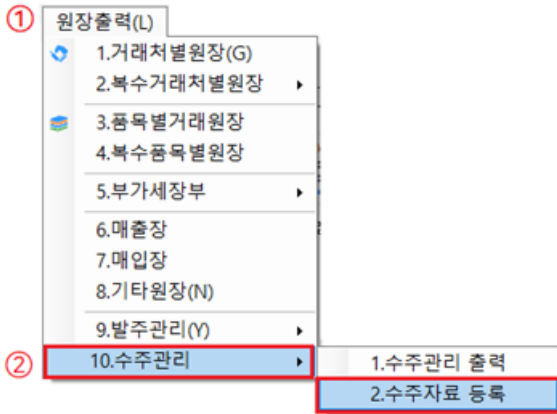 ① 원장출력(L)
1.거래처별원장(G)
2.복수거래처별원장
3.품목별거래원장
4.복수품목별원장
5.부가세장부
6.매출장
7.매입장
8.기타원장(N)
9.발주관리(Y)
② 10.수주관리
1.수주관리 출력
2.수주자료 등록